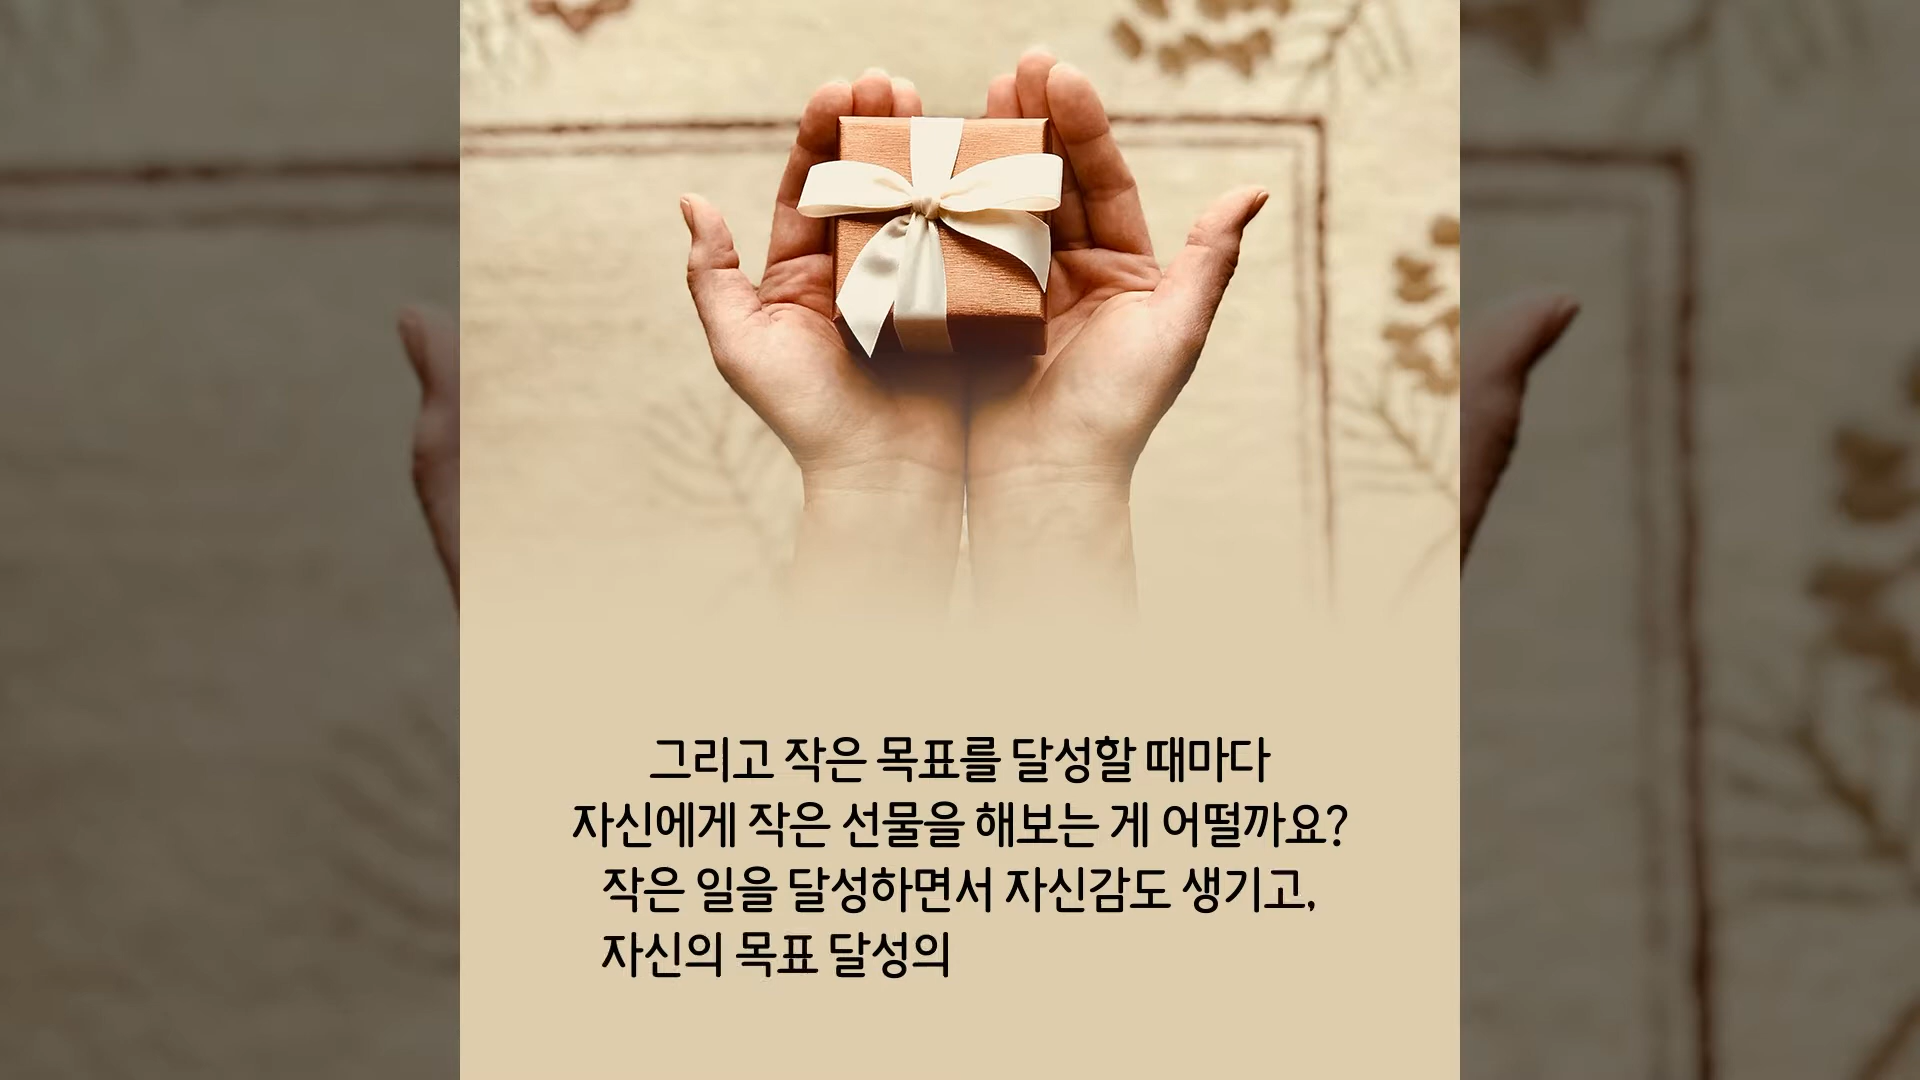 그리고 작은 목표를 달성할 때마다
자신에게 작은 선물을 해보는 게 어떨까요?
작은 일을 달성하면서 자신감도 생기고,
자신의 목표 달성의